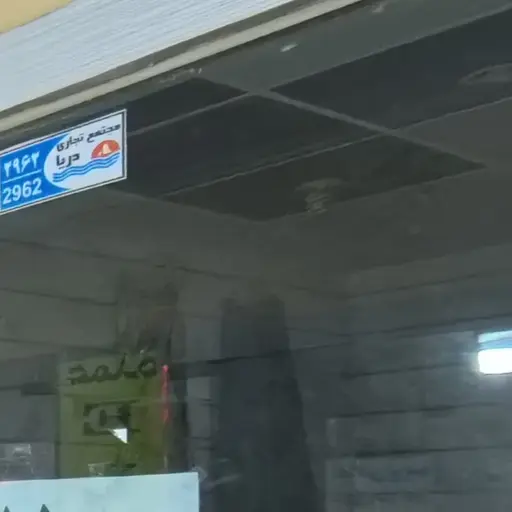 مجتمع تجاری
دریا
۲۹۶۲
2962